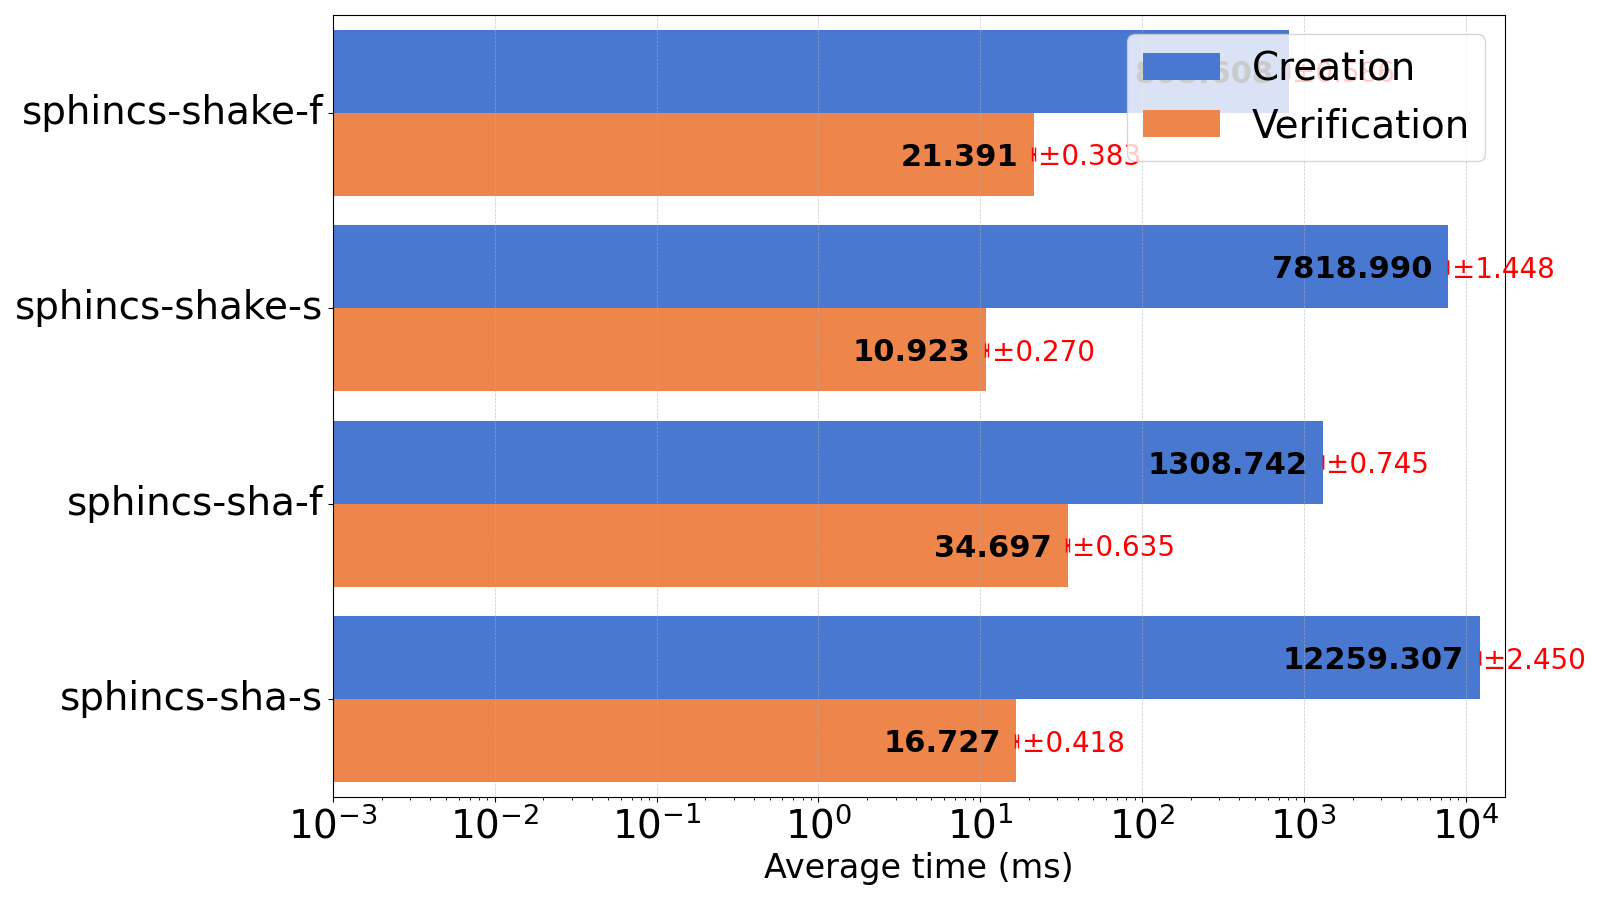 Creation
Verification
sphincs-shake-f
21.391 ±0.383
sphincs-shake-s
7818.990 ±1.448
10.923 ±0.270
sphincs-sha-f
1308.742 ±0.745
34.697 ±0.635
sphincs-sha-s
12259.307 ±2.450
16.727 ±0.418
10⁻³ 10⁻² 10⁻¹ 10⁰ 10¹ 10² 10³ 10⁴
Average time (ms)